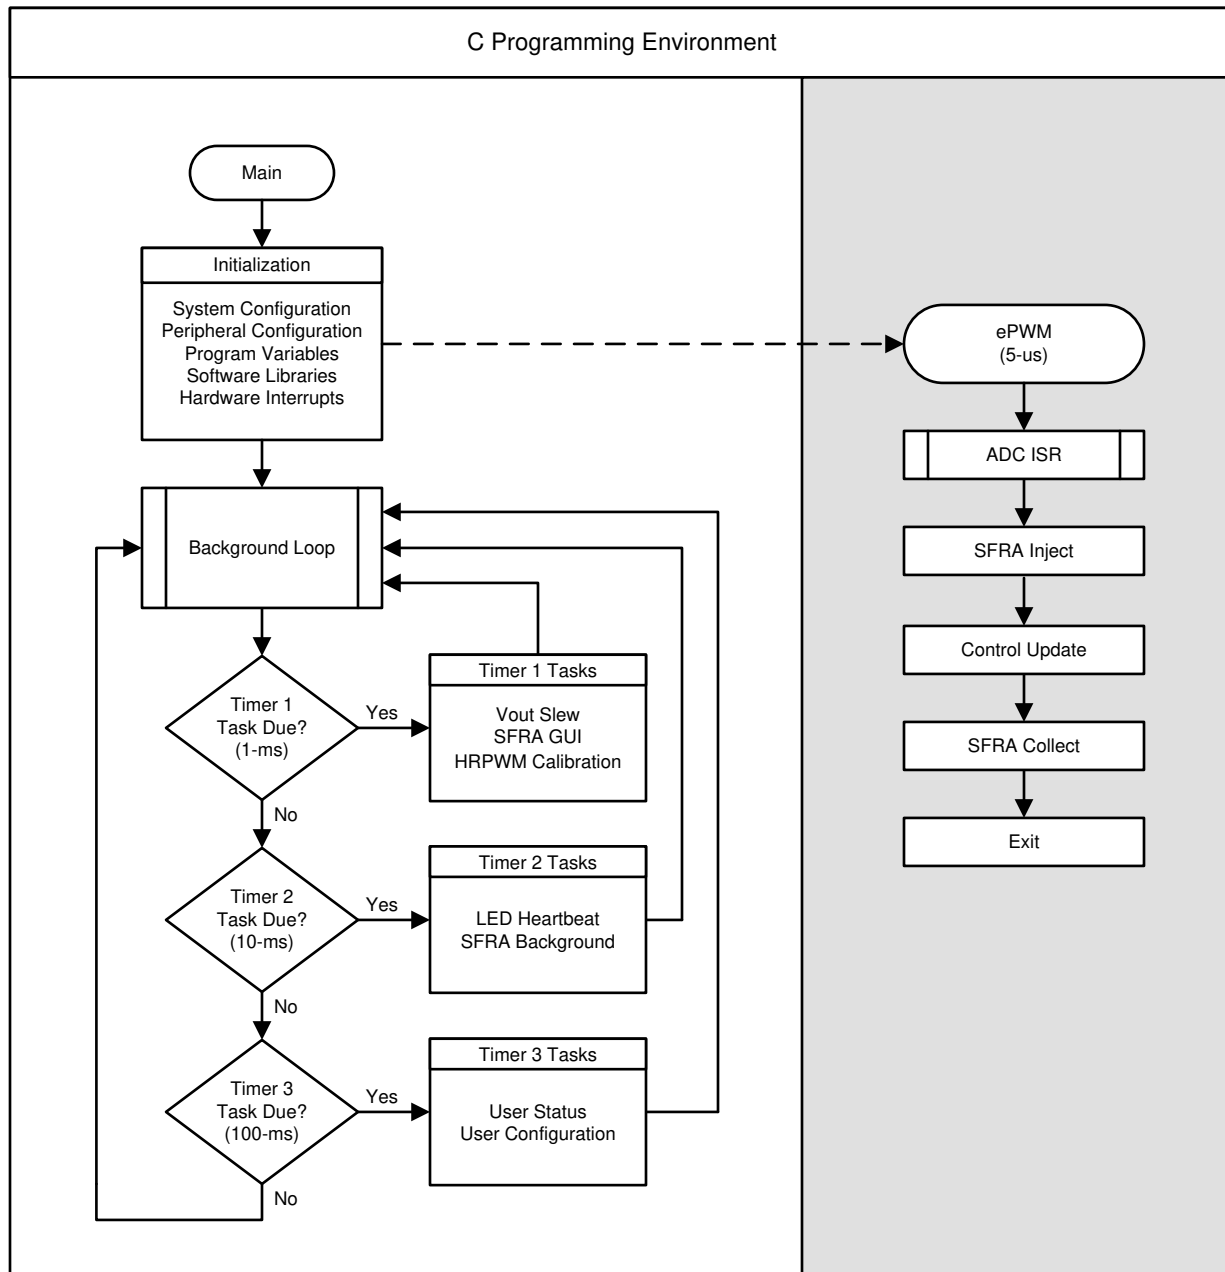 C Programming Environment
Main
Initialization
System Configuration
Peripheral Configuration
Program Variables
Software Libraries
Hardware Interrupts
Background Loop
Timer 1
Task Due?
(1-ms)
Yes
No
Timer 1 Tasks
Vout Slew
SFRA GUI
HRPWM Calibration
Timer 2
Task Due?
(10-ms)
Yes
No
Timer 2 Tasks
LED Heartbeat
SFRA Background
Timer 3
Task Due?
(100-ms)
Yes
No
Timer 3 Tasks
User Status
User Configuration
ePWM
(5-us)
ADC ISR
SFRA Inject
Control Update
SFRA Collect
Exit